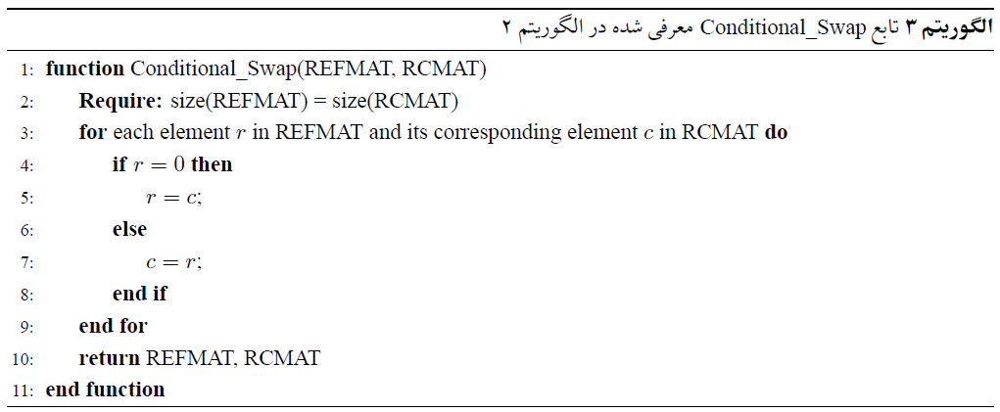 الگوریتم ۳ تابع Conditional_Swap معرفی شده در الگوریتم ۲
1: function Conditional_Swap(REFMAT, RCMAT)
2: Require: size(REFMAT) = size(RCMAT)
3: for each element r in REFMAT and its corresponding element c in RCMAT do
4: if r = 0 then
5: r = c;
6: else
7: c = r;
8: end if
9: end for
10: return REFMAT, RCMAT
11: end function